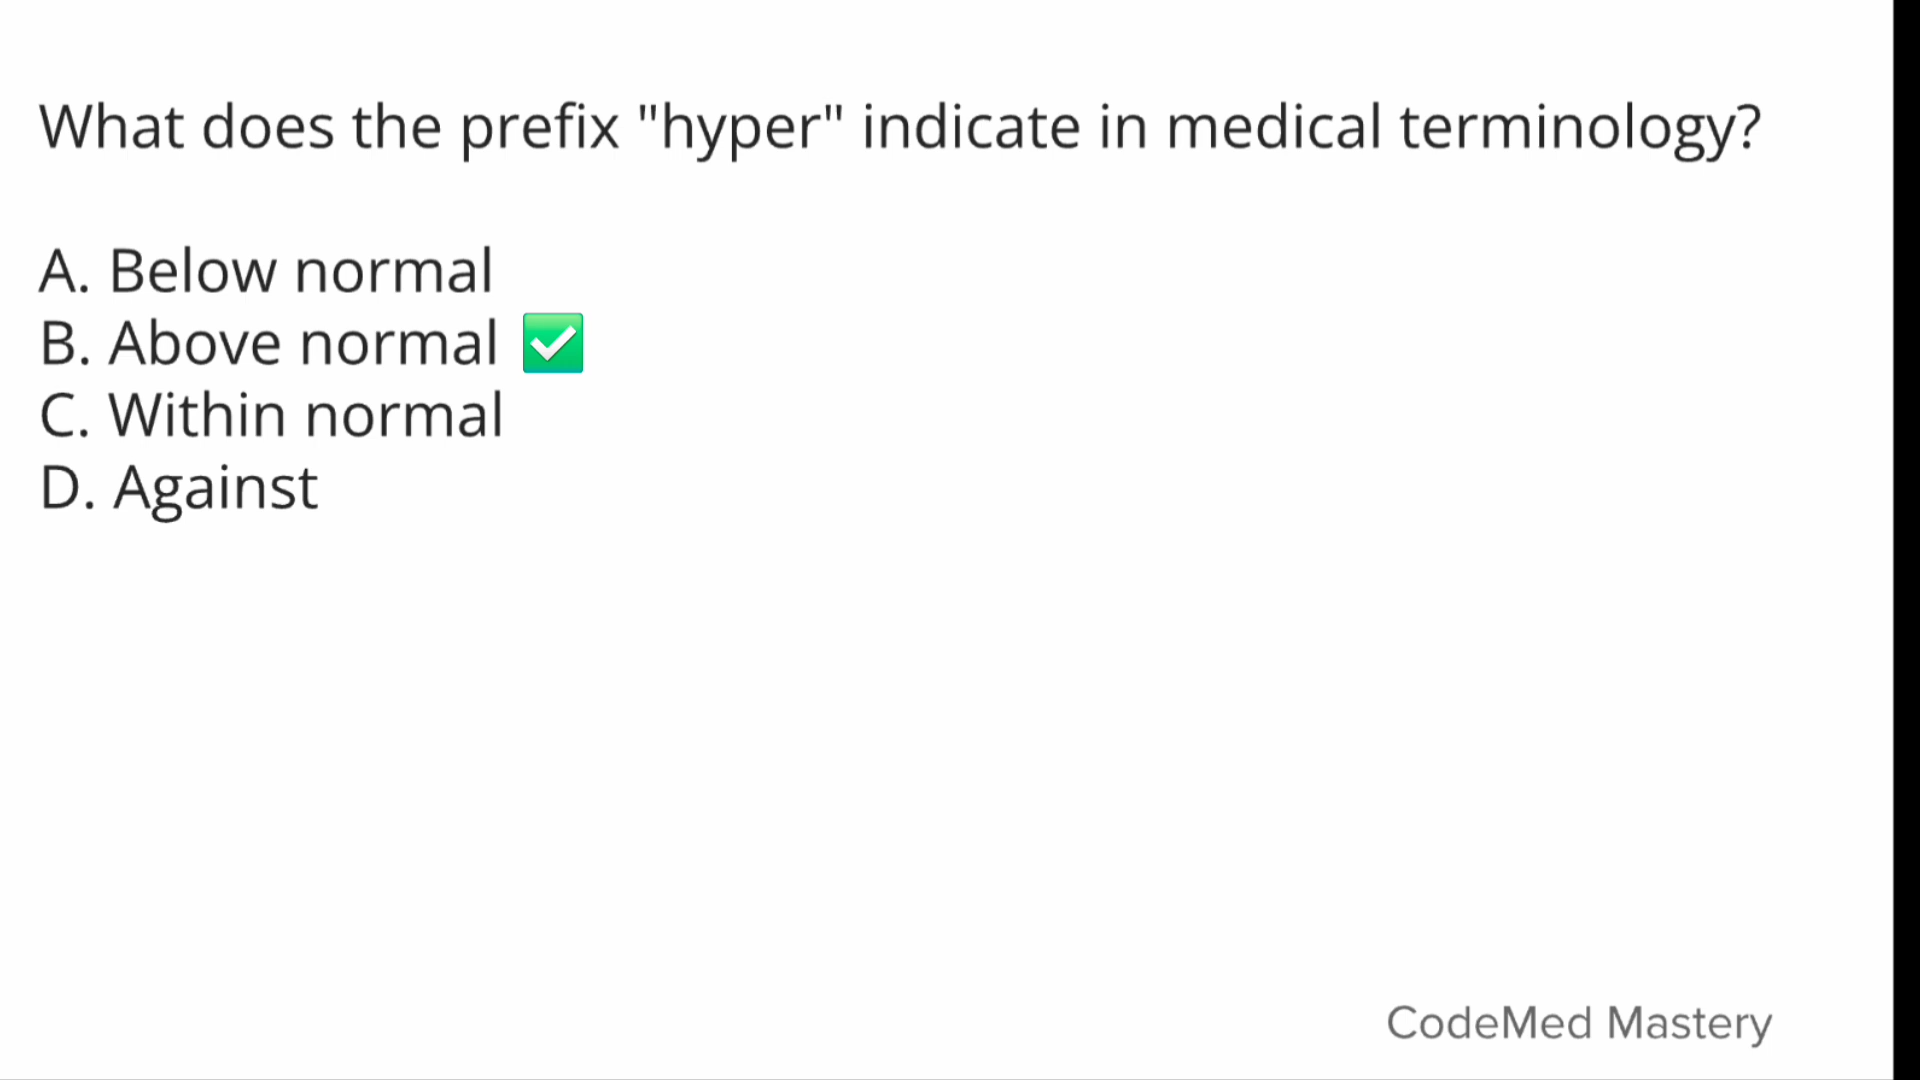 What does the prefix "hyper" indicate in medical terminology?
A. Below normal
B. Above normal ✅
C. Within normal
D. Against
CodeMed Mastery